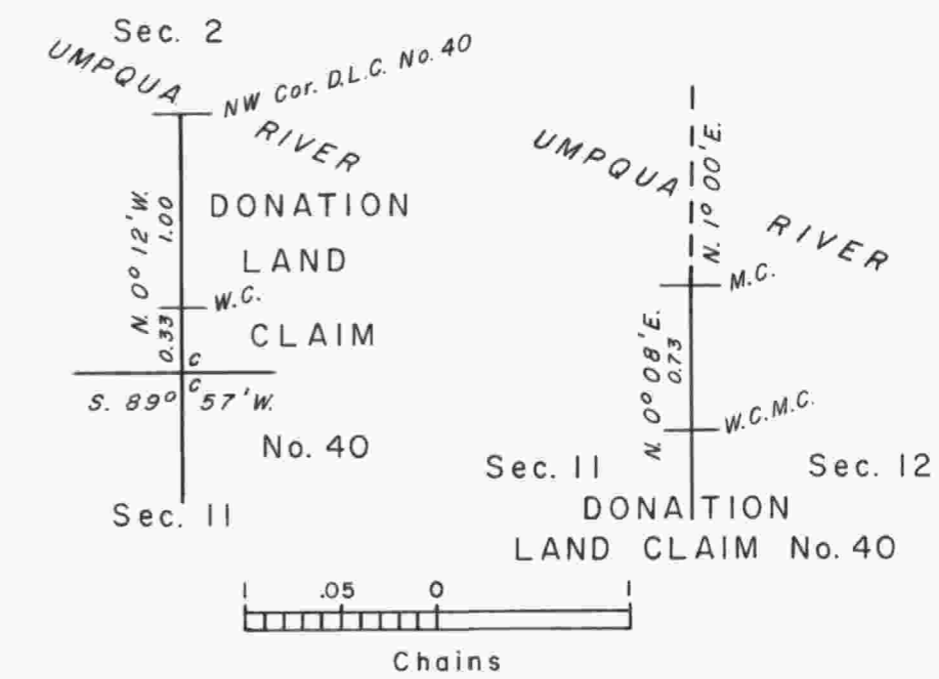 Sec. 2
UMPQUA
NW Cor. D.L.C. No. 40
RIVER
N. 0° 12' W.
1.00
DONATION
LAND
W.C.
CLAIM
0.33
C
C
S. 89° 57' W.
No. 40
Sec. 11
UMPQUA
N. 1° 00' E.
RIVER
M.C.
N. 0° 08' E.
0.73
W.C.M.C.
Sec. 11
Sec. 12
DONATION
LAND CLAIM No. 40
1 .05 0 1
Chains